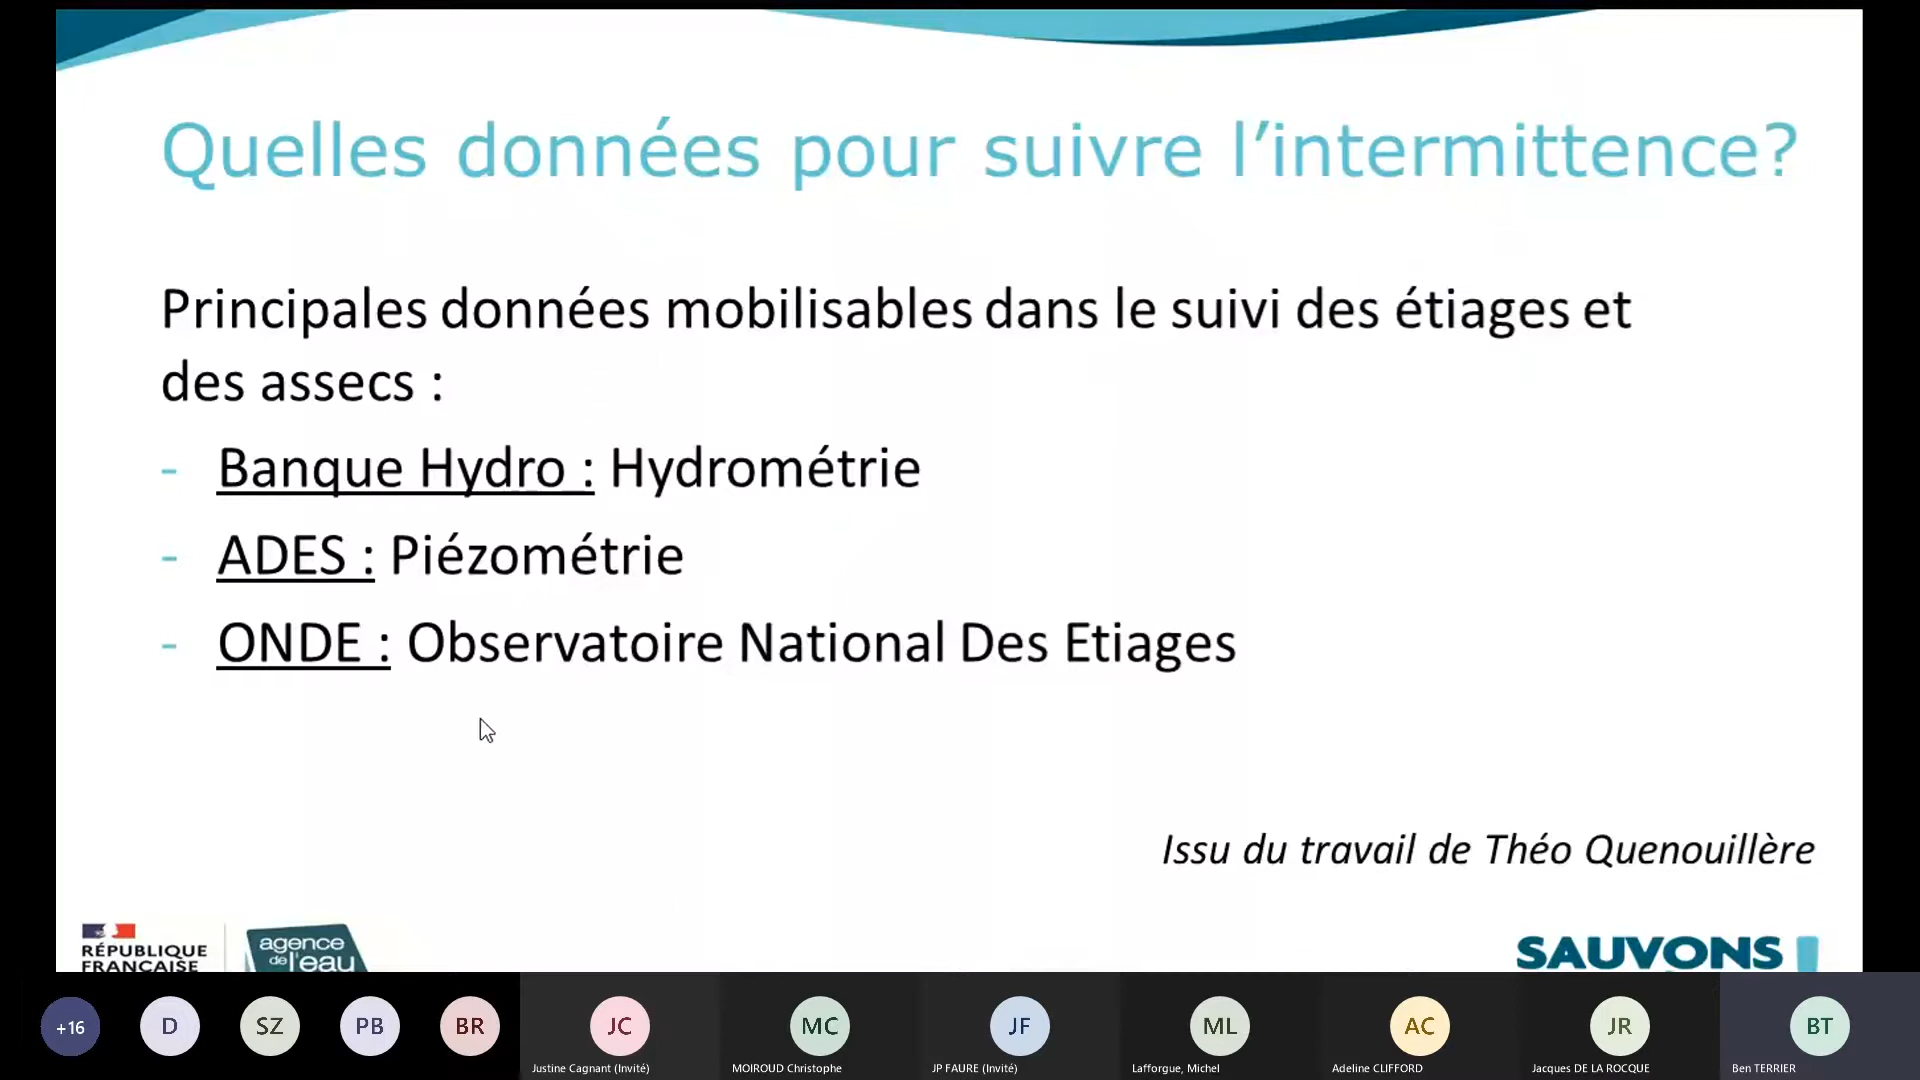 Quelles données pour suivre l’intermittence?
Principales données mobilisables dans le suivi des étiages et
des assecs :
- Banque Hydro : Hydrométrie
- ADES : Piézométrie
- ONDE : Observatoire National Des Etiages
Issu du travail de Théo Quenouillère
RÉPUBLIQUE
FRANÇAISE
agence
de l'eau
SAUVONS !
+16
D
SZ
PB
BR
JC
MC
JF
ML
AC
JR
BT
Justine Cagnant (Invité)
MOIROUD Christophe
JP FAURE (Invité)
Lafforgue, Michel
Adeline CLIFFORD
Jacques DE LA ROCQUE
Ben TERRIER